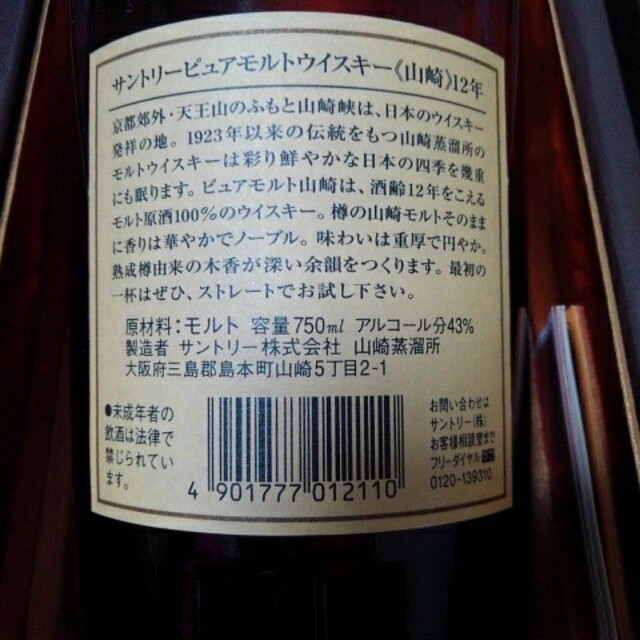 サントリーピュアモルトウイスキー《山崎》12年
京都郊外・天王山のふもと山崎峡は、日本のウイスキー
発祥の地。1923年以来の伝統をもつ山崎蒸溜所の
モルトウイスキーは彩り鮮やかな日本の四季を幾重
にも眠ります。ピュアモルト山崎は、酒齢12年をこえる
モルト原酒100%のウイスキー。樽の山崎モルトそのまま
に香りは華やかでノーブル。味わいは重厚で円やか。
熟成樽由来の木香が深い余韻をつくります。最初の
一杯はぜひ、ストレートでお試し下さい。
原材料:モルト 容量750ml アルコール分43%
製造者 サントリー株式会社 山崎蒸溜所
大阪府三島郡島本町山崎5丁目2-1
●未成年者の
飲酒は法律で
禁じられてい
ます。
4 901777 012110
お問い合わせは
サントリー(株)
お客様相談室まで
フリーダイヤル
0120-139310